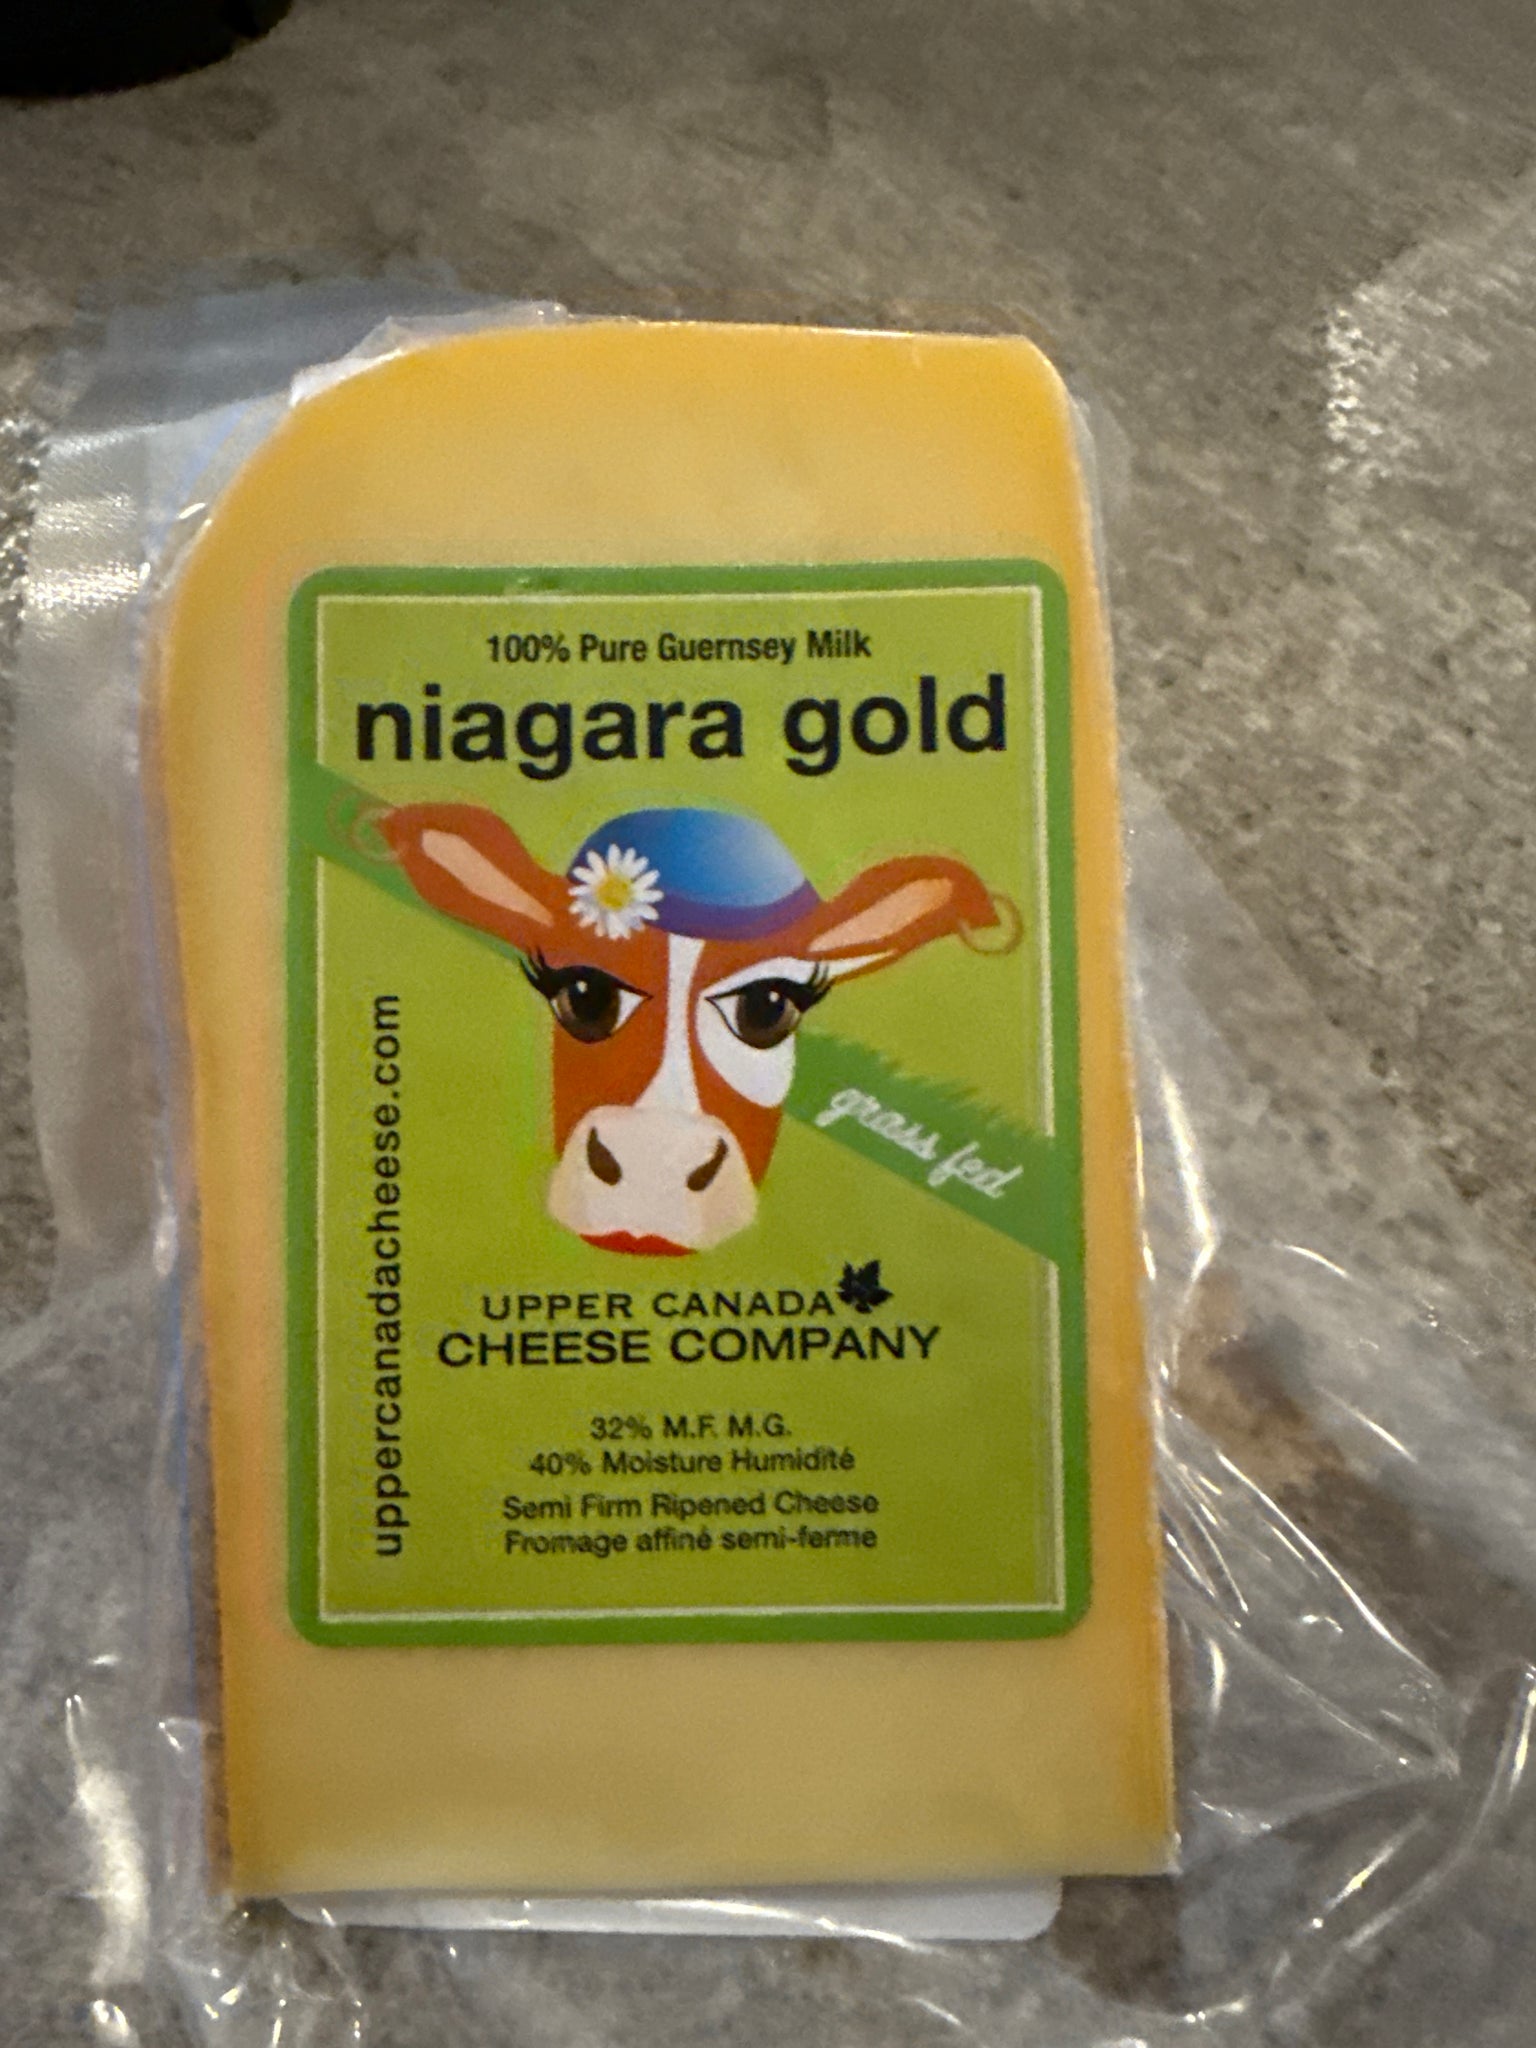 100% Pure Guernsey Milk
niagara gold
grass fed
uppercanadacheese.com
UPPER CANADA
CHEESE COMPANY
32% M.F. M.G.
40% Moisture Humidité
Semi Firm Ripened Cheese
Fromage affiné semi-ferme